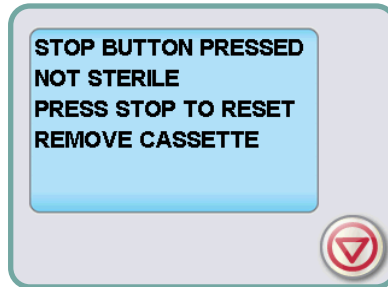 STOP BUTTON PRESSED
NOT STERILE
PRESS STOP TO RESET
REMOVE CASSETTE